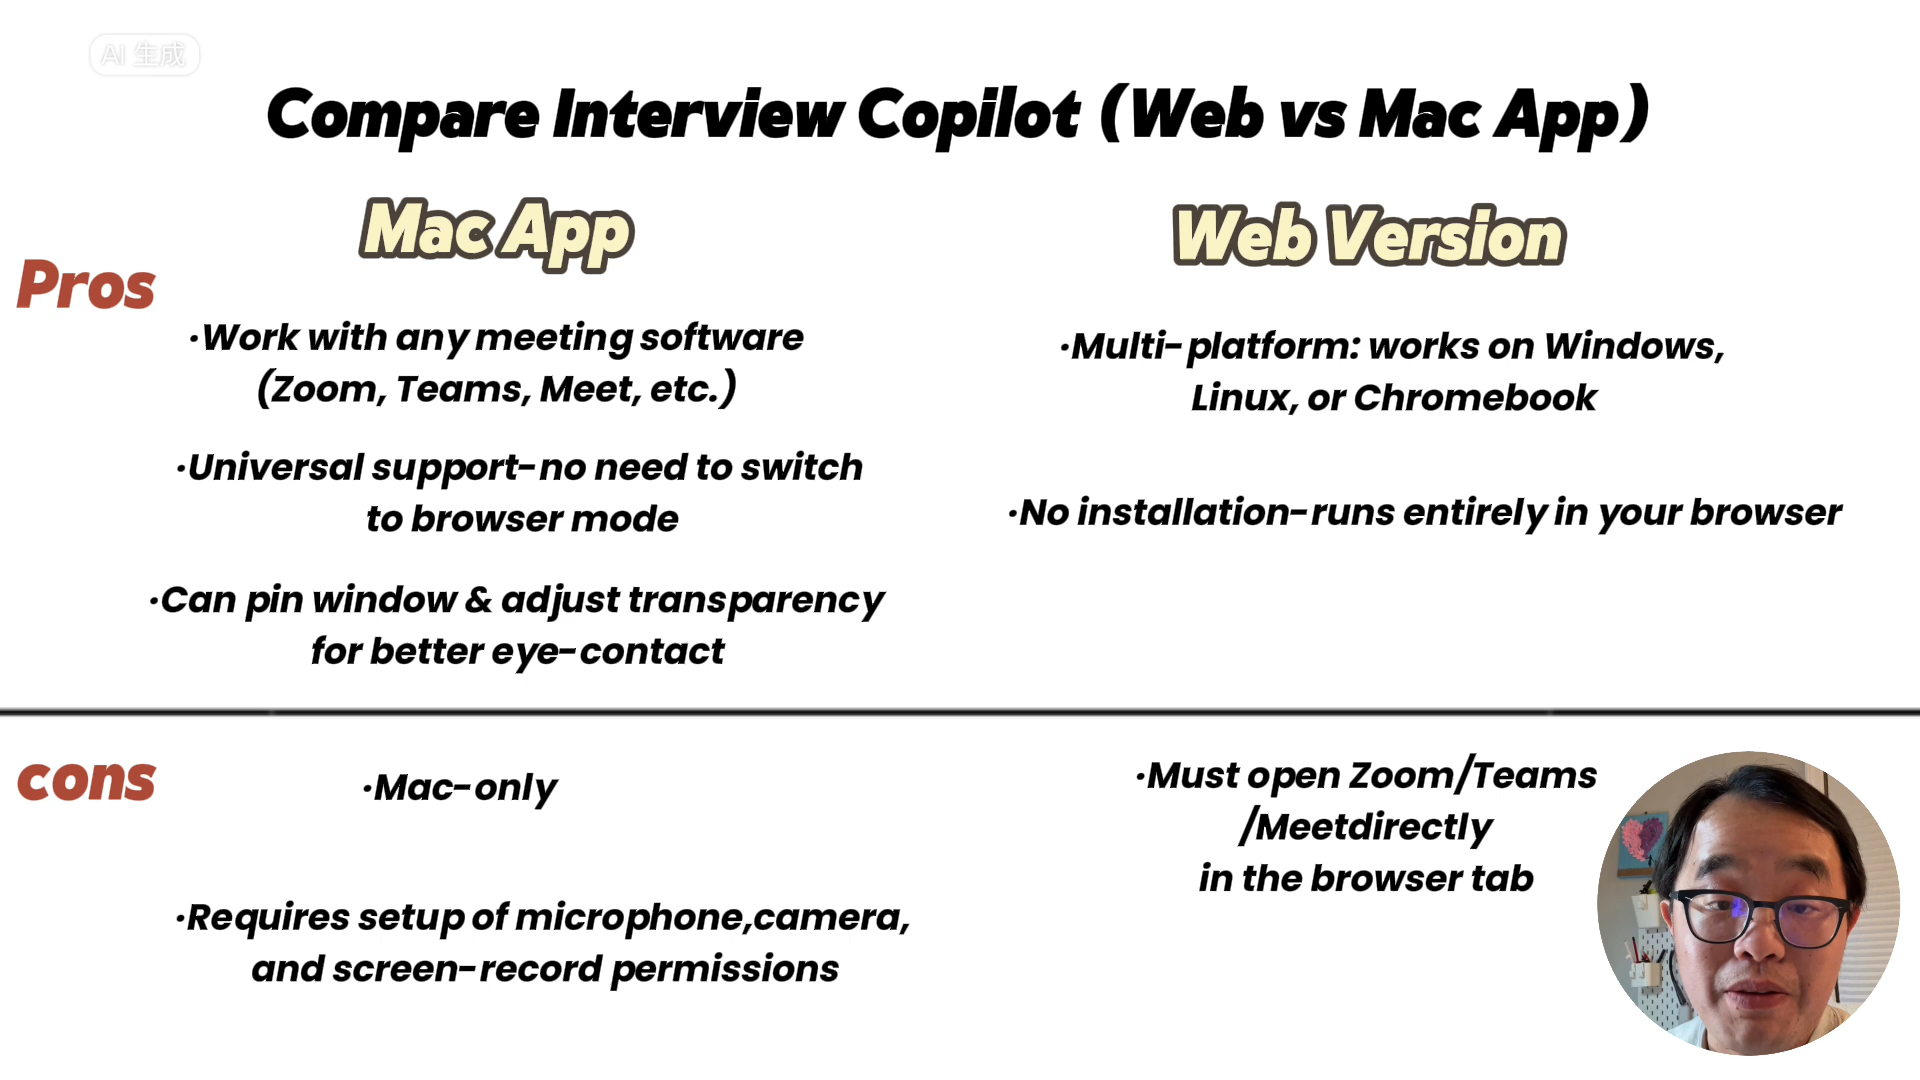 AI 生成
Compare Interview Copilot (Web vs Mac App)
Mac App
Web Version
Pros
·Work with any meeting software
(Zoom, Teams, Meet, etc.)
·Universal support-no need to switch
to browser mode
·Can pin window & adjust transparency
for better eye-contact
·Multi-platform: works on Windows,
Linux, or Chromebook
·No installation-runs entirely in your browser
cons
·Mac-only
·Requires setup of microphone,camera,
and screen-record permissions
·Must open Zoom/Teams
/Meetdirectly
in the browser tab